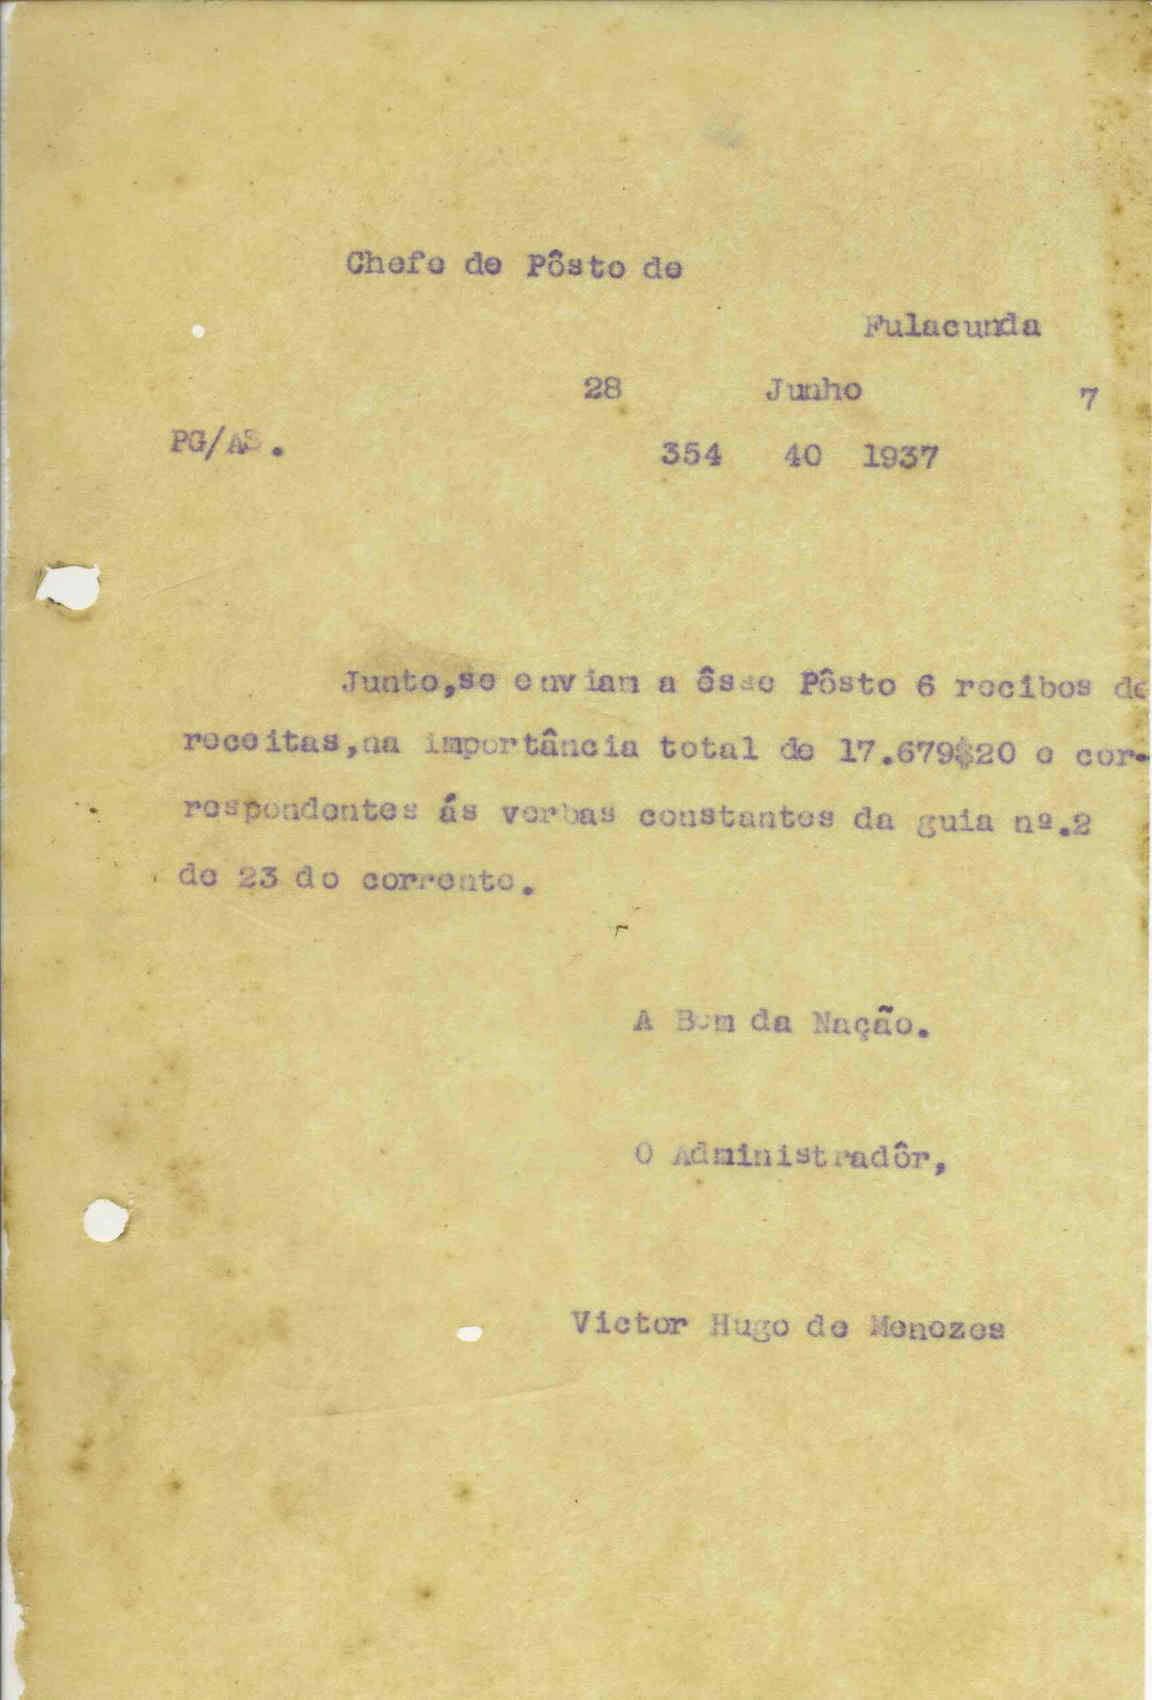 Chefe de Pôsto de
Fulacunda
28 Junho 7
PG/AS.
354 40 1937
Junto,se enviam a êsse Pôsto 6 recibos de
receitas,na importância total de 17.679$20 e cor-
respondentes ás verbas constantes da guia nº.2
de 23 do corrente.
A Bem da Nação.
O Administradôr,
Victor Hugo de Menezes